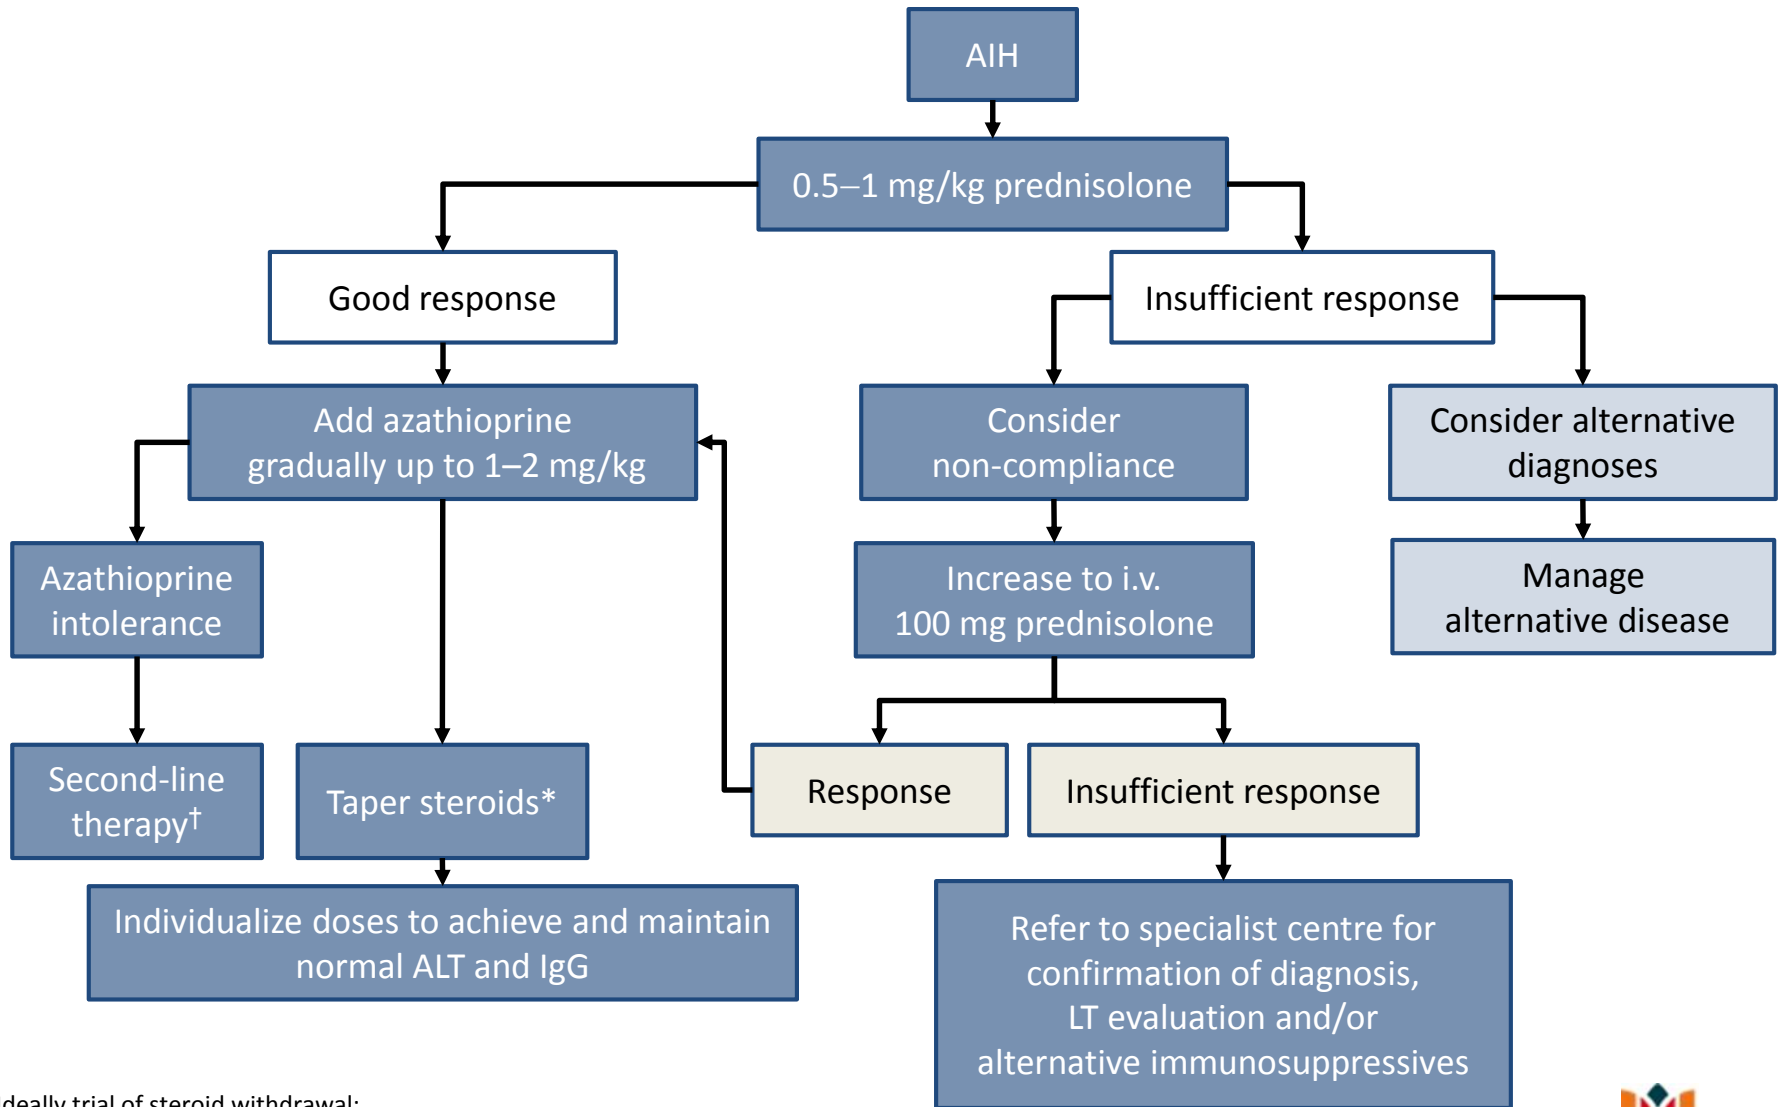 AIH
0.5–1 mg/kg prednisolone
Good response
Insufficient response
Add azathioprine
gradually up to 1–2 mg/kg
Consider
non-compliance
Consider alternative
diagnoses
Azathioprine
intolerance
Increase to i.v.
100 mg prednisolone
Manage
alternative disease
Second-line
therapy†
Taper steroids*
Response
Insufficient response
Individualize doses to achieve and maintain
normal ALT and IgG
Refer to specialist centre for
confirmation of diagnosis,
LT evaluation and/or
alternative immunosuppressives
Ideally trial of steroid withdrawal;